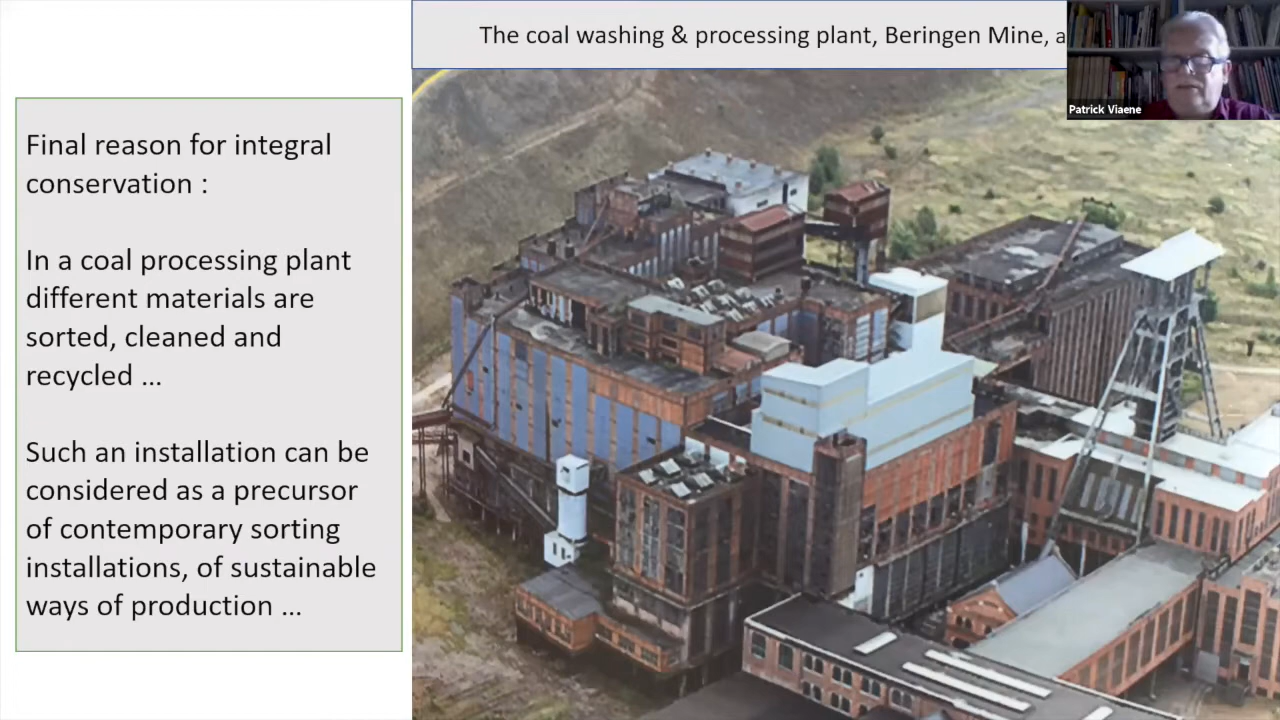 The coal washing & processing plant, Beringen Mine, a
Patrick Viaene
Final reason for integral
conservation :
In a coal processing plant
different materials are
sorted, cleaned and
recycled ...
Such an installation can be
considered as a precursor
of contemporary sorting
installations, of sustainable
ways of production ...